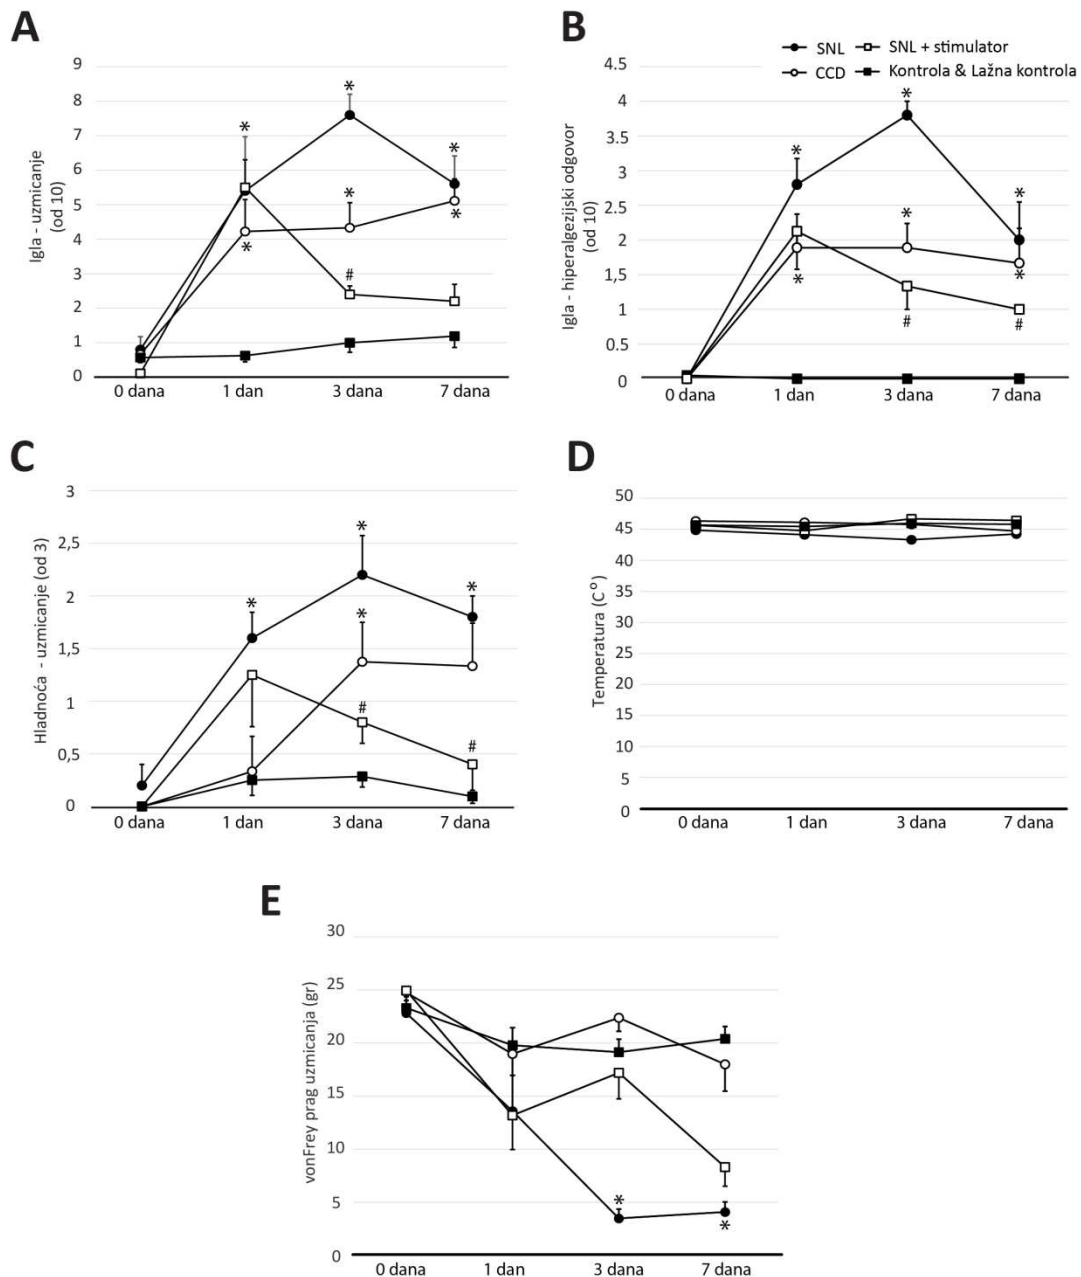 A
Igla - uzmicanje
(od 10)
9
8
7
6
5
4
3
2
1
0
*
*
*
*
*
*
#
0 dana
1 dan
3 dana
7 dana
B
SNL
SNL + stimulator
CCD
Kontrola & Lažna kontrola
Igla - hiperalgezijski odgovor
(od 10)
4.5
4
3.5
3
2.5
2
1,5
1
0.5
0
*
*
*
*
*
*
#
#
0 dana
1 dan
3 dana
7 dana
C
Hladnoća - uzmicanje (od 3)
3
2,5
2
1,5
1
0,5
0
*
*
*
*
#
#
0 dana
1 dan
3 dana
7 dana
D
Temperatura (C°)
50
45
40
35
30
25
20
15
10
5
0
0 dana
1 dan
3 dana
7 dana
E
vonFrey prag uzmicanja (gr)
30
25
20
15
10
5
0
*
*
0 dana
1 dan
3 dana
7 dana